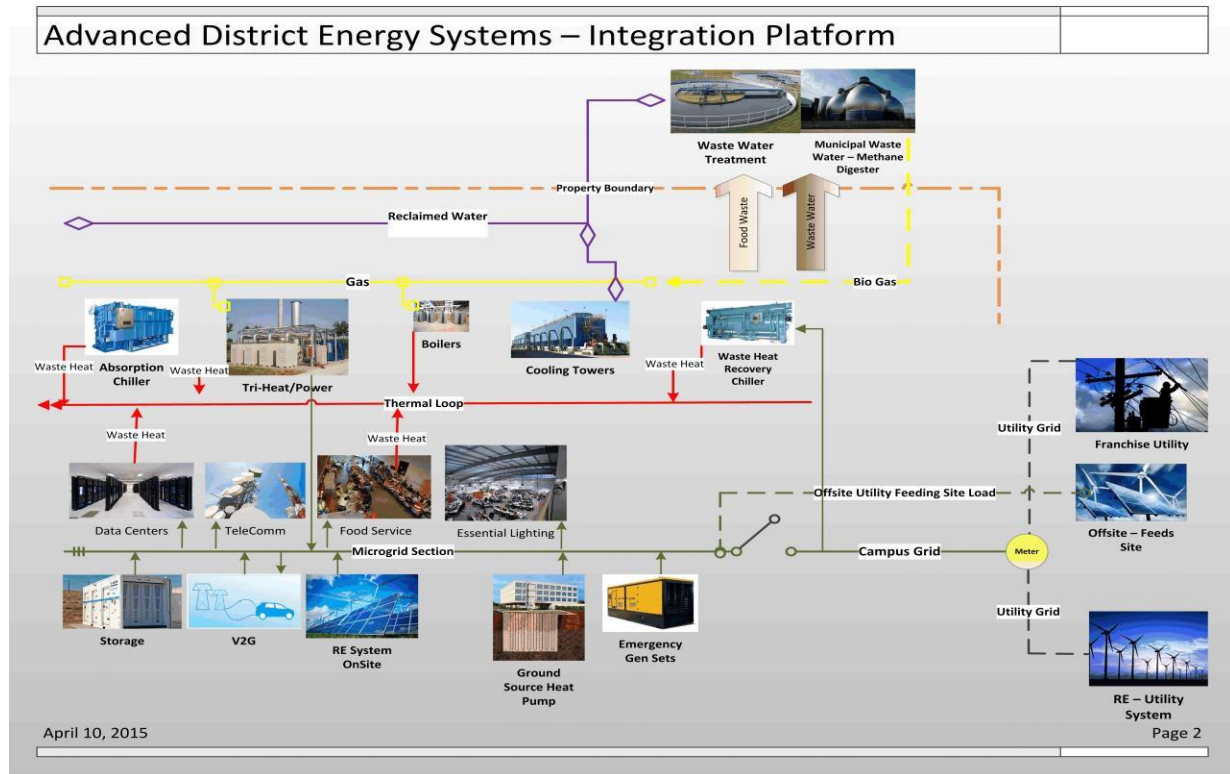 Advanced District Energy Systems – Integration Platform
Waste Water
Treatment
Municipal Waste
Water – Methane
Digester
Property Boundary
Food Waste
Waste Water
Reclaimed Water
Gas
Bio Gas
Waste Heat
Absorption
Chiller
Waste Heat
Tri-Heat/Power
Boilers
Cooling Towers
Waste Heat
Waste Heat
Recovery
Chiller
Thermal Loop
Waste Heat
Waste Heat
Utility Grid
Franchise Utility
Data Centers
TeleComm
Food Service
Essential Lighting
Offsite Utility Feeding Site Load
Offsite – Feeds
Site
Microgrid Section
Campus Grid
Meter
Utility Grid
Storage
V2G
RE System
OnSite
Ground
Source Heat
Pump
Emergency
Gen Sets
RE – Utility
System
April 10, 2015
Page 2